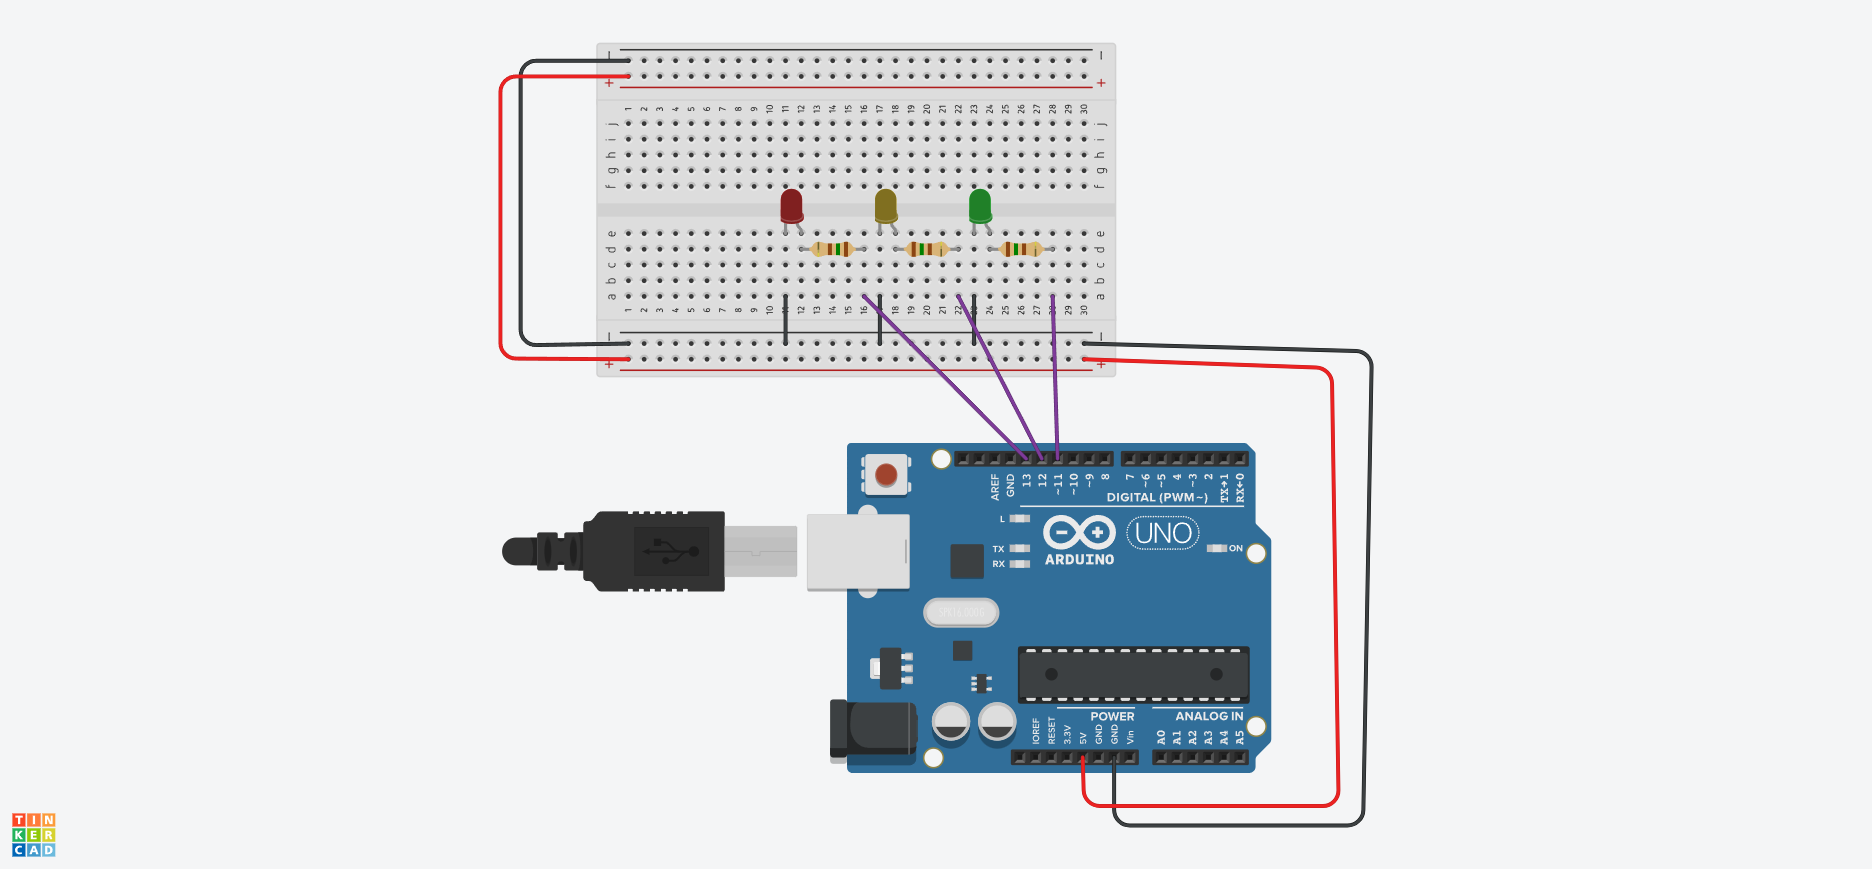 − −
+ +
1 2 3 4 5 6 7 8 9 10 11 12 13 14 15 16 17 18 19 20 21 22 23 24 25 26 27 28 29 30
j j
i i
h h
g g
f f
e e
d d
c c
b b
a a
1 2 3 4 5 6 7 8 9 10 12 13 14 15 16 18 19 20 21 22 24 25 26 27 29 30
− −
+ +
AREF GND 13 12 ~11 ~10 ~9 8 7 ~6 ~5 4 ~3 2 TX→1 RX←0
DIGITAL (PWM~)
L
TX
RX
ARDUINO
UNO
ON
SPK16.000G
POWER
ANALOG IN
IOREF RESET 3.3V 5V GND GND Vin A0 A1 A2 A3 A4 A5
TIN
KER
CAD